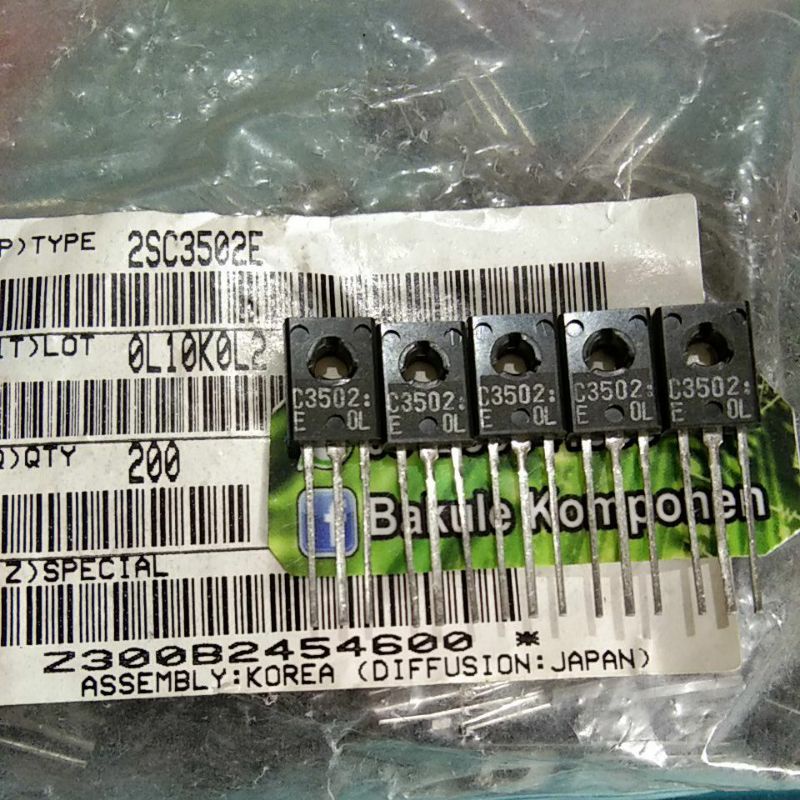 P)TYPE 2SC3502E
(T)LOT 0L10K0L2
Q)QTY 200
Z)SPECIAL
Z300B2454600 ※
ASSEMBLY:KOREA (DIFFUSION:JAPAN)
C3502:
E 0L
C3502:
E 0L
C3502:
E 0L
C3502:
E 0L
C3502:
E 0L
f Bakule Komponen